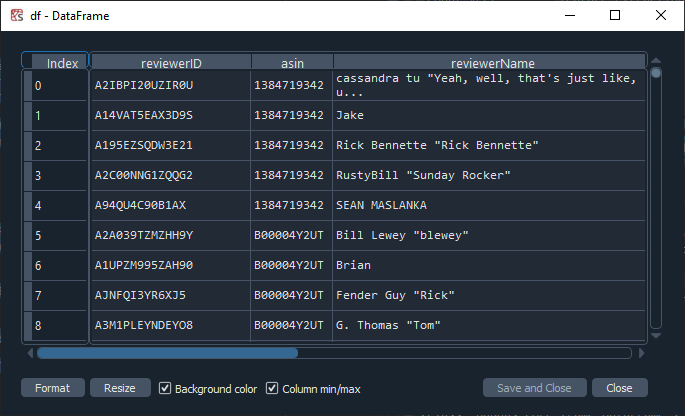 df - DataFrame
Index reviewerID asin reviewerName
0 A2IBPI20UZIR0U 1384719342 cassandra tu "Yeah, well, that's just like,
u...
1 A14VAT5EAX3D9S 1384719342 Jake
2 A195EZSQDW3E21 1384719342 Rick Bennette "Rick Bennette"
3 A2C00NNG1ZQQG2 1384719342 RustyBill "Sunday Rocker"
4 A94QU4C90B1AX 1384719342 SEAN MASLANKA
5 A2A039TZMZHH9Y B00004Y2UT Bill Lewey "blewey"
6 A1UPZM995ZAH90 B00004Y2UT Brian
7 AJNFQI3YR6XJ5 B00004Y2UT Fender Guy "Rick"
8 A3M1PLEYNDEYO8 B00004Y2UT G. Thomas "Tom"
Format Resize Background color Column min/max Save and Close Close